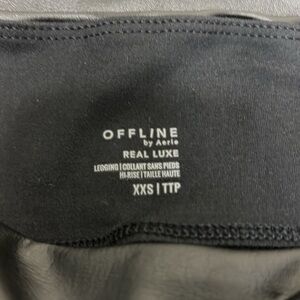 OFFLINE
by Aerie
REAL LUXE
LEGGING | COLLANT SANS PIEDS
HI-RISE | TAILLE HAUTE
XXS | TTP